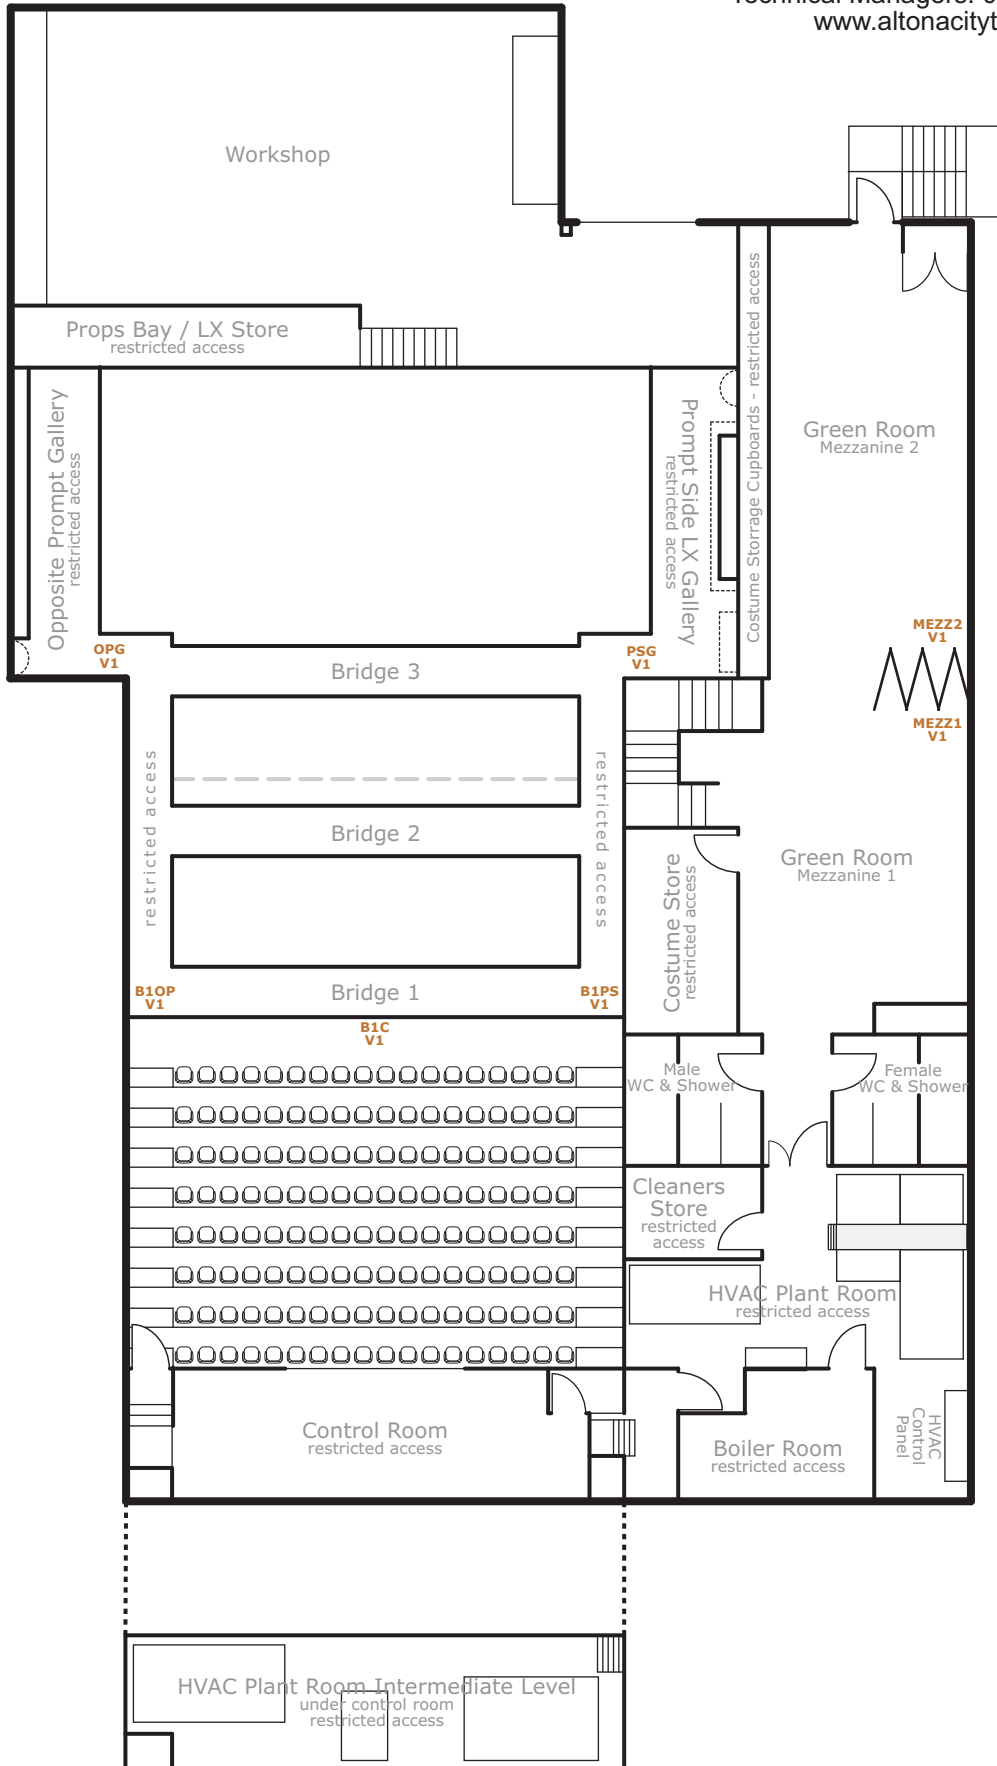 Technical Managers:
www.altonacityt
Workshop
Props Bay / LX Store
restricted access
Opposite Prompt Gallery
restricted access
Prompt Side LX Gallery
restricted access
Costume Storrage Cupboards - restricted access
Green Room
Mezzanine 2
OPG
V1
PSG
V1
MEZZ2
V1
MEZZ1
V1
Bridge 3
restricted access
restricted access
Bridge 2
Green Room
Mezzanine 1
Costume Store
restricted access
B1OP
V1
Bridge 1
B1PS
V1
B1C
V1
Male
WC & Shower
Female
WC & Shower
Cleaners
Store
restricted
access
HVAC Plant Room
restricted access
Control Room
restricted access
Boiler Room
restricted access
HVAC
Control
Panel
HVAC Plant Room Intermediate Level
under control room
restricted access